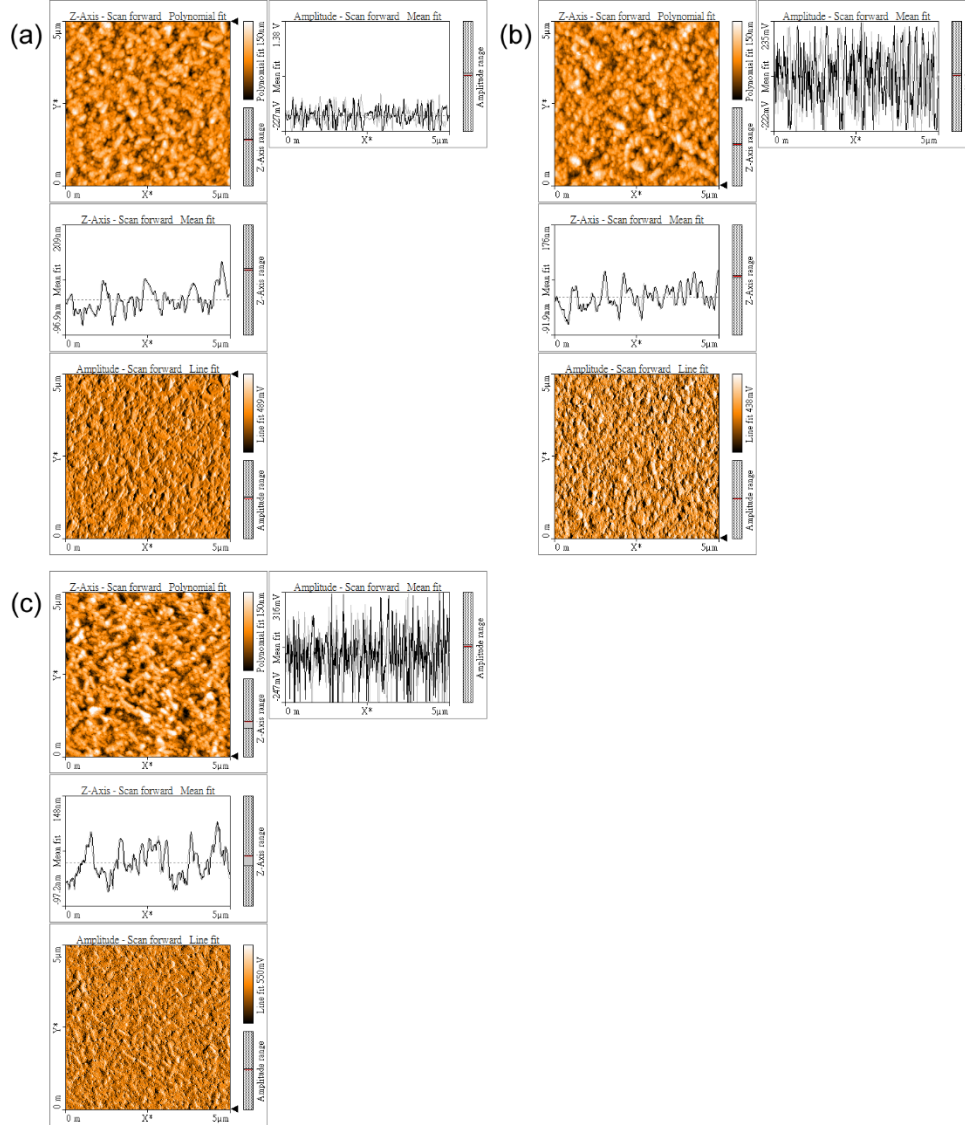 (a)
Z-Axis - Scan forward Polynomial fit
5µm
Y*
0 m
0 m
X*
5µm
Polynomial fit 150nm
Z-Axis range
Amplitude - Scan forward Mean fit
1.38 V
Mean fit
-227mV
0 m
X*
5µm
Amplitude range
Z-Axis - Scan forward Mean fit
209nm
Mean fit
-96.9nm
0 m
X*
5µm
Z-Axis range
Amplitude - Scan forward Line fit
5µm
Y*
0 m
0 m
X*
5µm
Line fit 489mV
Amplitude range
(b)
Z-Axis - Scan forward Polynomial fit
5µm
Y*
0 m
0 m
X*
5µm
Polynomial fit 150nm
Z-Axis range
Amplitude - Scan forward Mean fit
235mV
Mean fit
-222mV
0 m
X*
5µm
Z-Axis - Scan forward Mean fit
176nm
Mean fit
-91.9nm
0 m
X*
5µm
Z-Axis range
Amplitude - Scan forward Line fit
5µm
Y*
0 m
0 m
X*
5µm
Line fit 438mV
Amplitude range
(c)
Z-Axis - Scan forward Polynomial fit
5µm
Y*
0 m
0 m
X*
5µm
Polynomial fit 150nm
Z-Axis range
Amplitude - Scan forward Mean fit
316mV
Mean fit
-247mV
0 m
X*
5µm
Amplitude range
Z-Axis - Scan forward Mean fit
148nm
Mean fit
-97.2nm
0 m
X*
5µm
Z-Axis range
Amplitude - Scan forward Line fit
5µm
Y*
0 m
0 m
X*
5µm
Line fit 550mV
Amplitude range